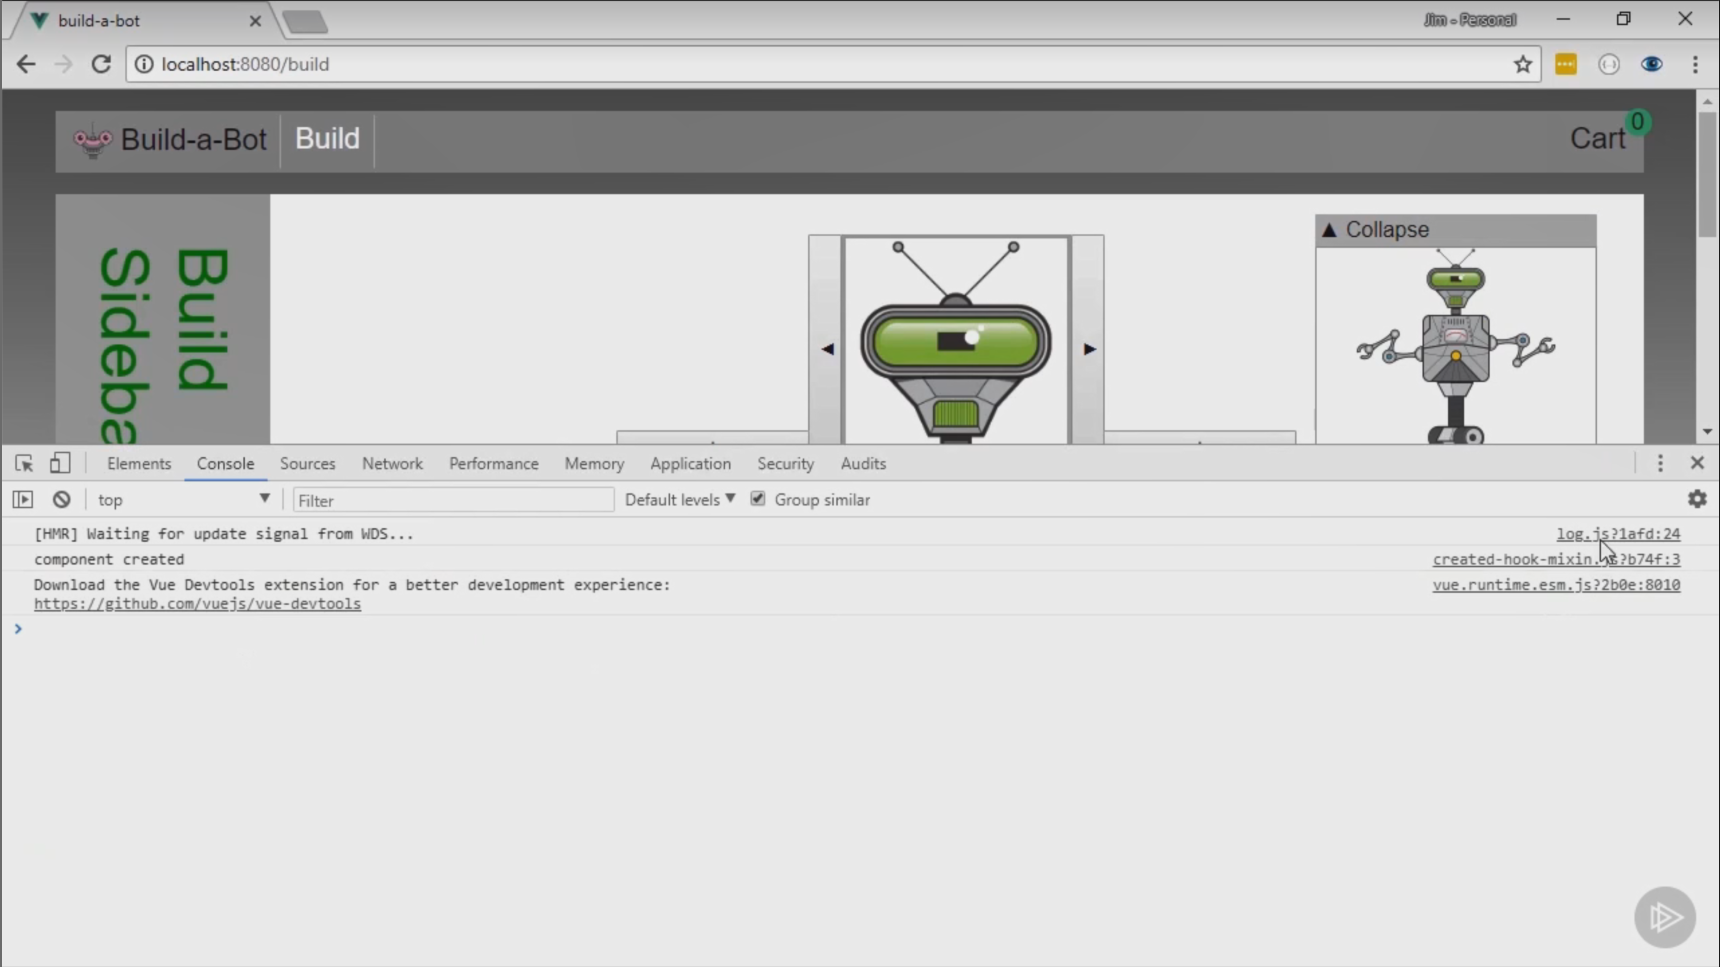 build-a-bot
Jim - Personal
localhost:8080/build
Build-a-Bot
Build
Cart
0
Build
Sideba
▲ Collapse
Elements
Console
Sources
Network
Performance
Memory
Application
Security
Audits
top
Filter
Default levels
Group similar
[HMR] Waiting for update signal from WDS... log.js?1afd:24
component created created-hook-mixin.js?b74f:3
Download the Vue Devtools extension for a better development experience: vue.runtime.esm.js?2b0e:8010
https://github.com/vuejs/vue-devtools